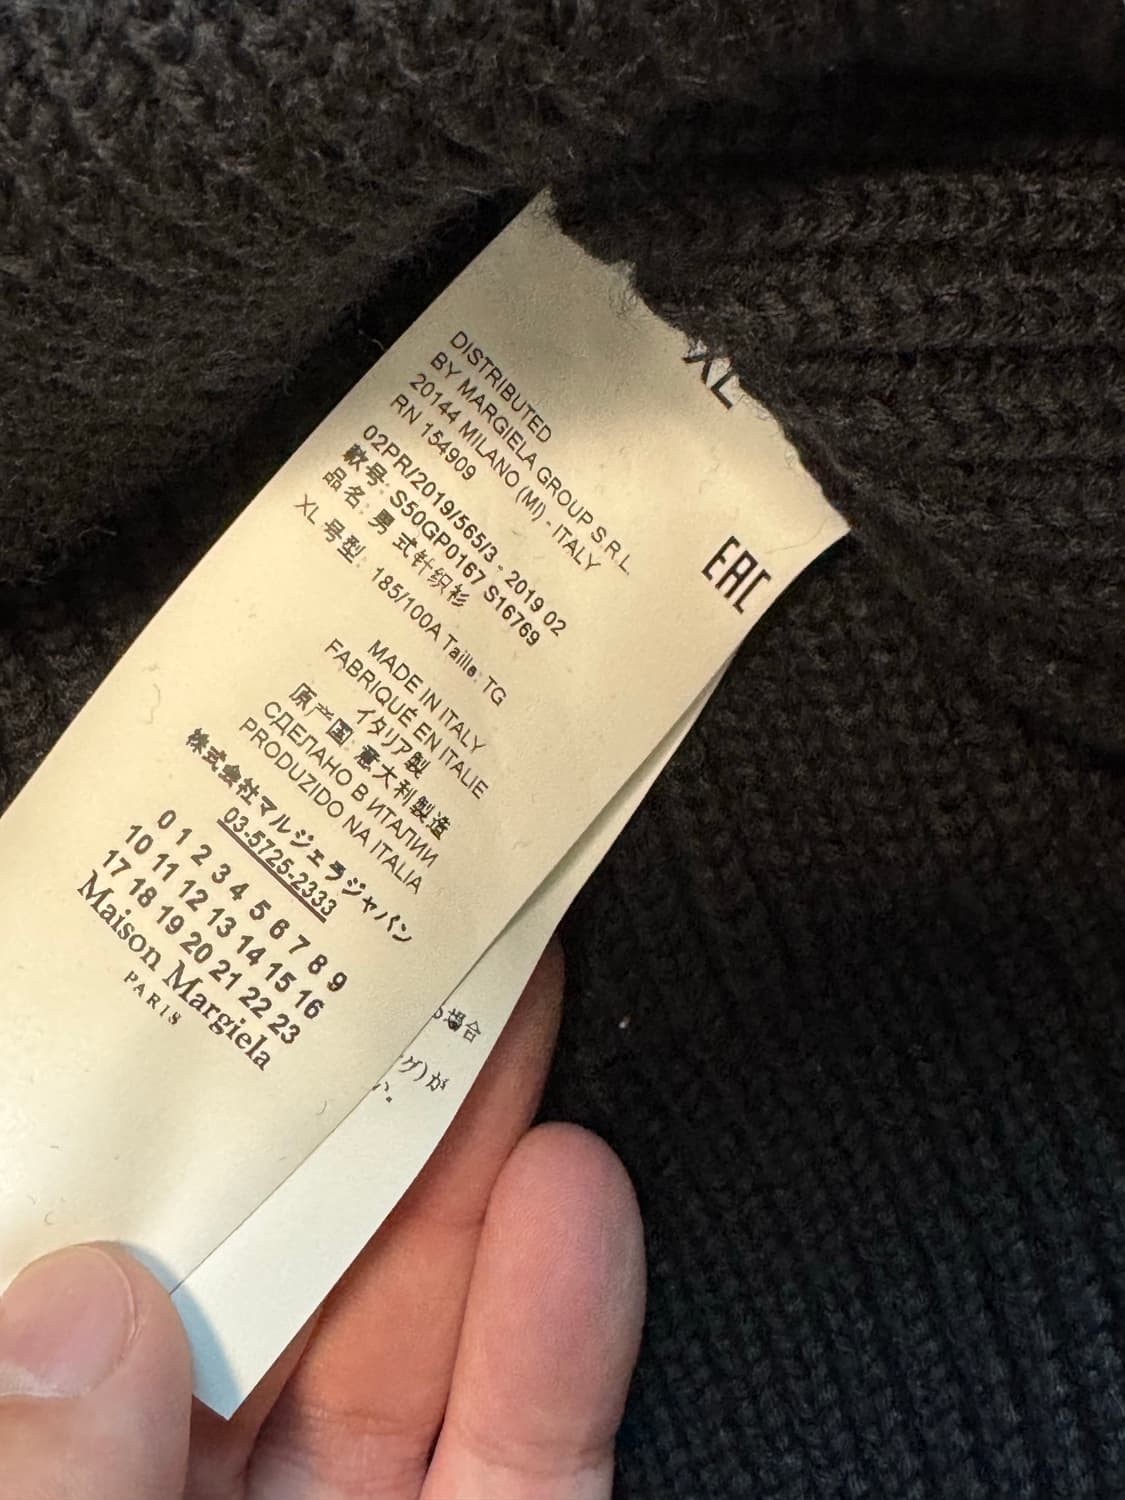 XL
EAC
DISTRIBUTED
BY MARGIELA GROUP S.R.L.
20144 MILANO (MI) - ITALY
RN 154909
02PR/2019/565/3 - 2019 02
款号: S50GP0167 S16769
品名: 男式针织衫
XL 号型: 185/100A Taille: TG
MADE IN ITALY
FABRIQUÉ EN ITALIE
イタリア製
原产国: 意大利製造
СДЕЛАНО В ИТАЛИИ
PRODUZIDO NA ITALIA
株式会社マルジェラジャパン
03-5725-2333
0 1 2 3 4 5 6 7 8 9
10 11 12 13 14 15 16
17 18 19 20 21 22 23
Maison Margiela
PARIS
場合
グ)が
い。